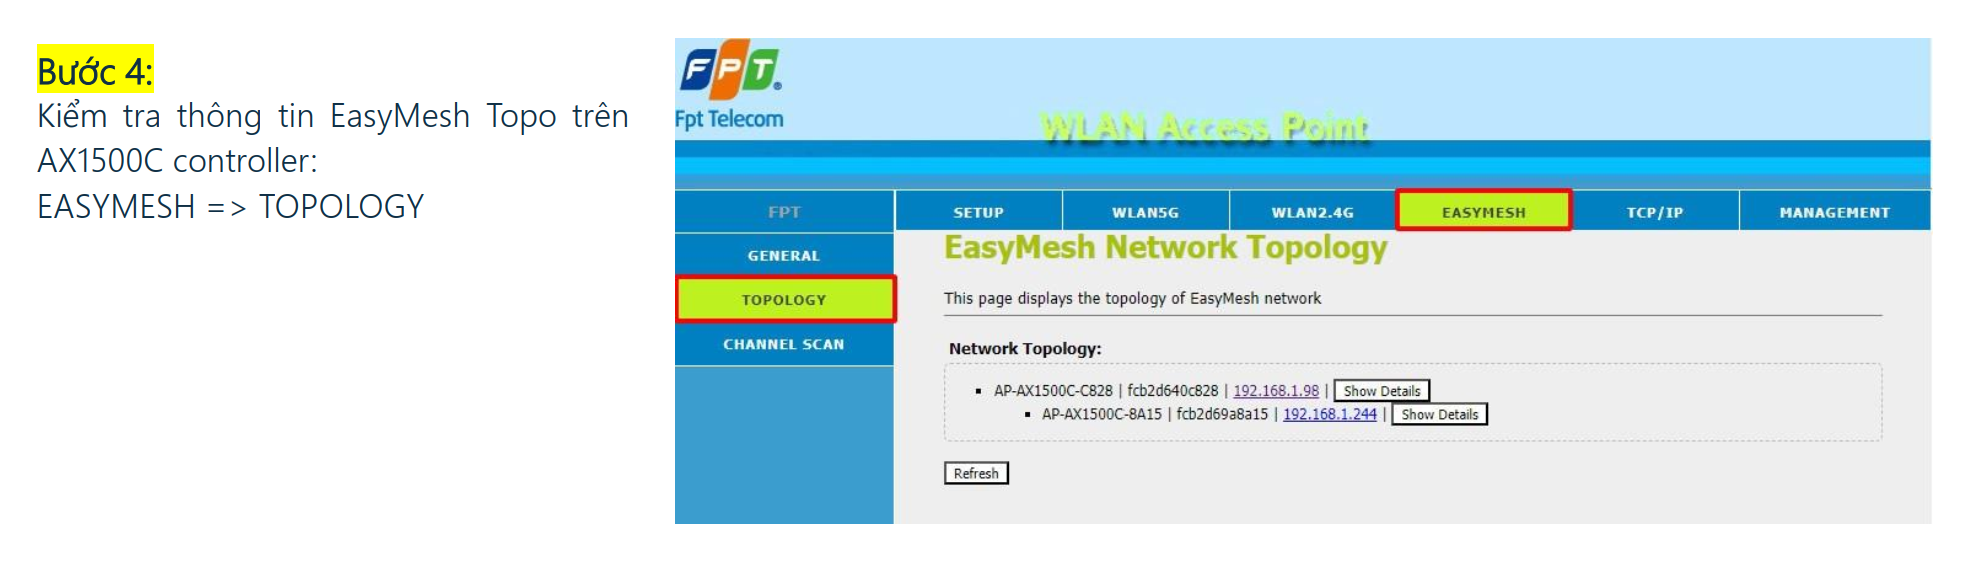 Bước 4:
Kiểm tra thông tin EasyMesh Topo trên
AX1500C controller:
EASYMESH => TOPOLOGY
FPT
Fpt Telecom
WLAN Access Point
FPT
SETUP
WLAN5G
WLAN2.4G
EASYMESH
TCP/IP
MANAGEMENT
GENERAL
TOPOLOGY
CHANNEL SCAN
EasyMesh Network Topology
This page displays the topology of EasyMesh network
Network Topology:
▪ AP-AX1500C-C828 | fcb2d640c828 | 192.168.1.98 | Show Details
▪ AP-AX1500C-8A15 | fcb2d69a8a15 | 192.168.1.244 | Show Details
Refresh